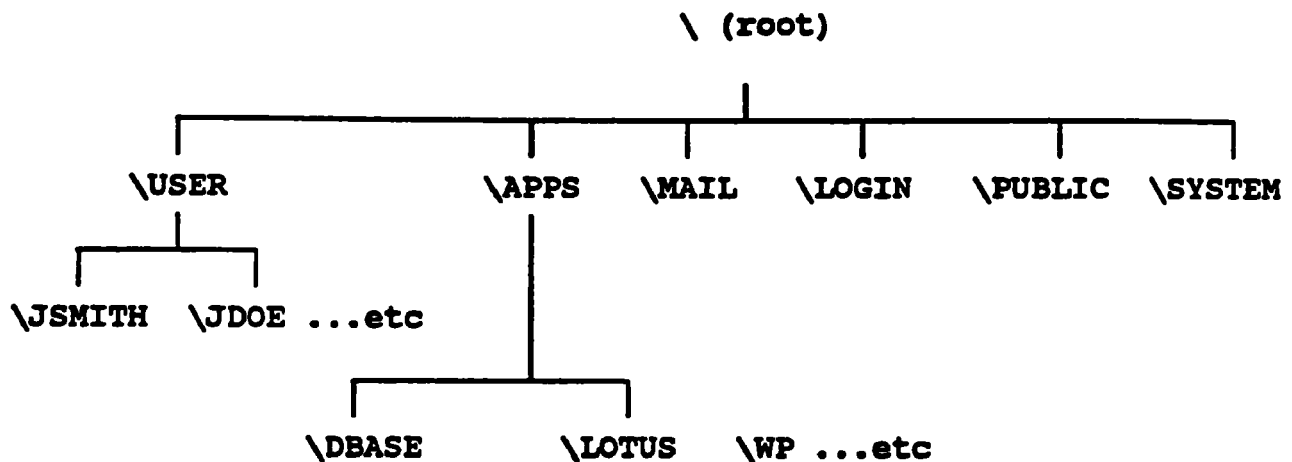 \ (root)
\USER \APPS \MAIL \LOGIN \PUBLIC \SYSTEM
\JSMITH \JDOE ...etc
\DBASE \LOTUS \WP ...etc